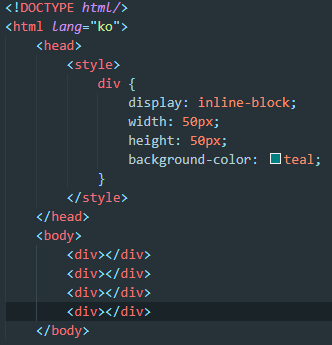 <!DOCTYPE html/>
<html lang="ko">
<head>
<style>
div {
display: inline-block;
width: 50px;
height: 50px;
background-color: teal;
}
</style>
</head>
<body>
<div></div>
<div></div>
<div></div>
<div></div>
</body>